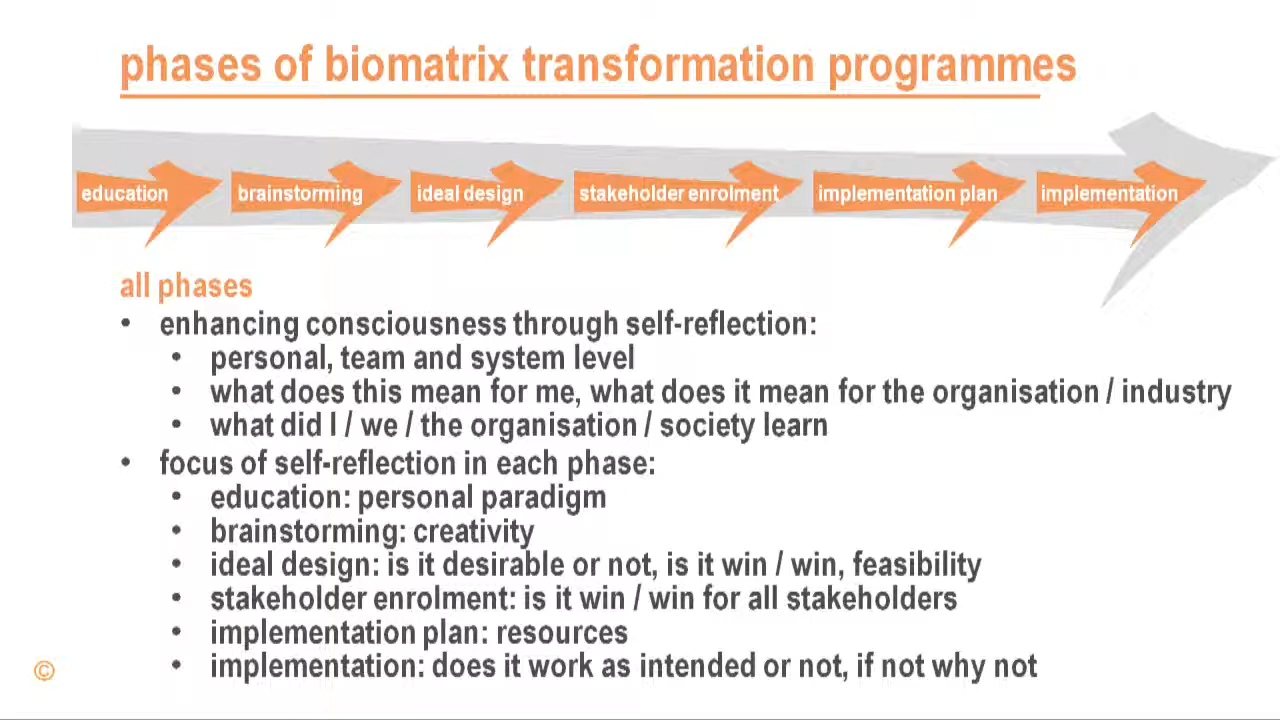 phases of biomatrix transformation programmes
education
brainstorming
ideal design
stakeholder enrolment
implementation plan
implementation
all phases
• enhancing consciousness through self-reflection:
• personal, team and system level
• what does this mean for me, what does it mean for the organisation / industry
• what did I / we / the organisation / society learn
• focus of self-reflection in each phase:
• education: personal paradigm
• brainstorming: creativity
• ideal design: is it desirable or not, is it win / win, feasibility
• stakeholder enrolment: is it win / win for all stakeholders
• implementation plan: resources
• implementation: does it work as intended or not, if not why not
©